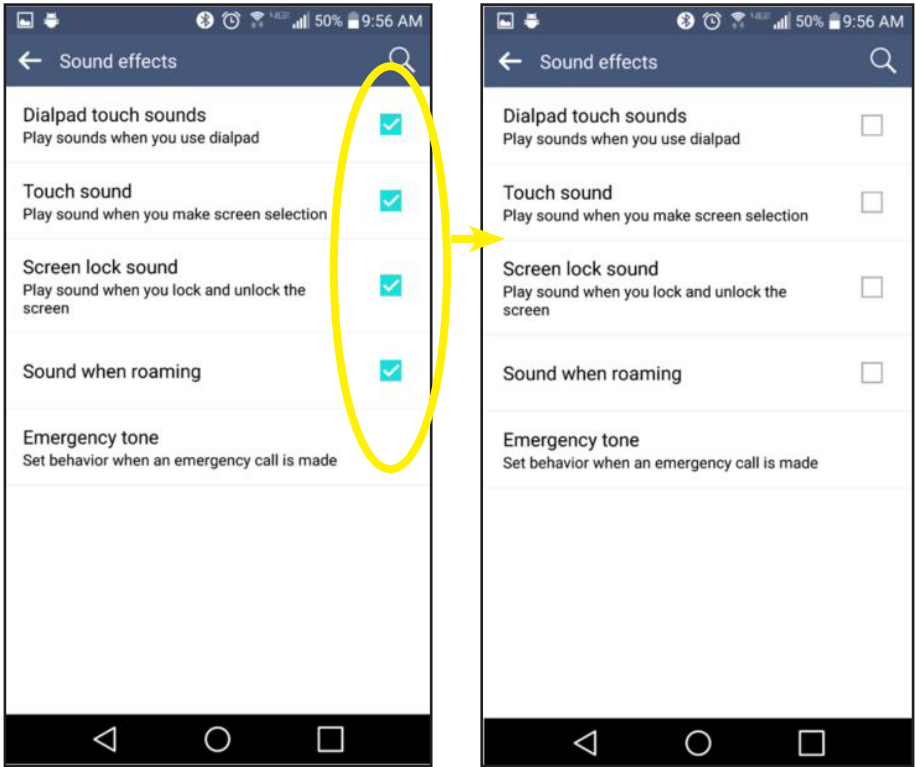 50% 9:56 AM
Sound effects
Dialpad touch sounds
Play sounds when you use dialpad
Touch sound
Play sound when you make screen selection
Screen lock sound
Play sound when you lock and unlock the
screen
Sound when roaming
Emergency tone
Set behavior when an emergency call is made
50% 9:56 AM
Sound effects
Dialpad touch sounds
Play sounds when you use dialpad
Touch sound
Play sound when you make screen selection
Screen lock sound
Play sound when you lock and unlock the
screen
Sound when roaming
Emergency tone
Set behavior when an emergency call is made